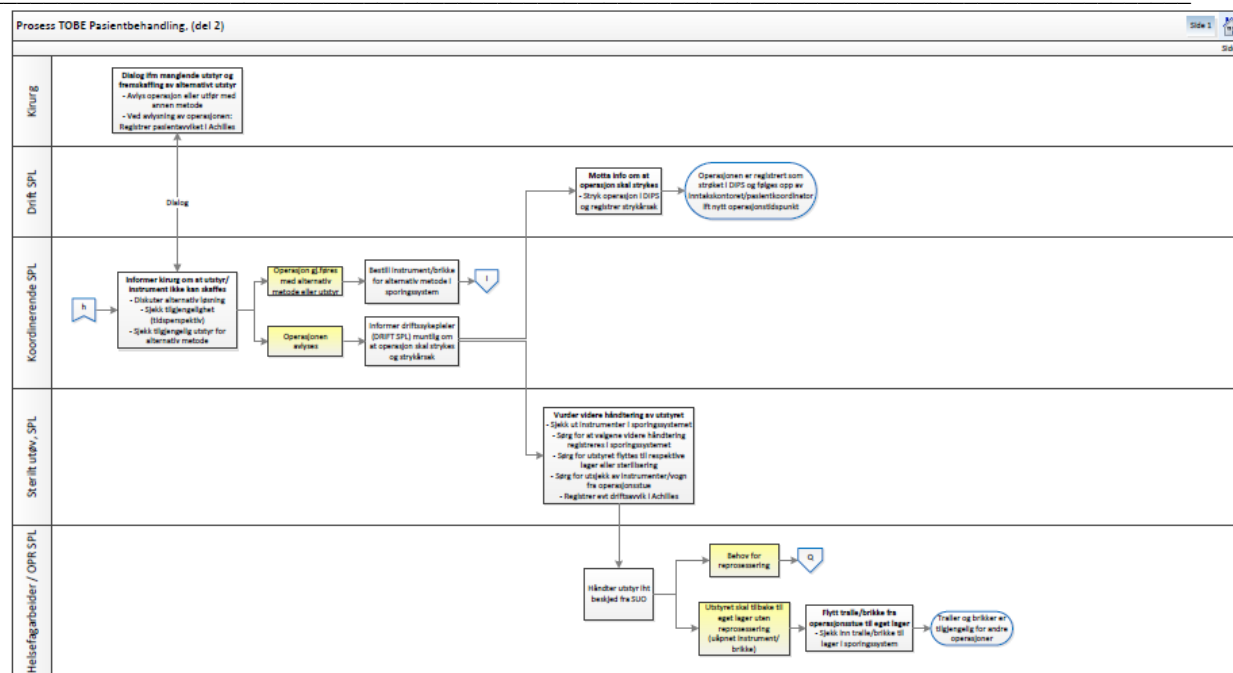 Prosess TOBE Pasientbehandling, (del 2)
Side 1
Kirurg
Dialog ifm manglende utstyr og
fremskaffing av alternativt utstyr
- Avlys operasjon eller utfør med
annen metode
- Ved avlysning av operasjonen:
Registrer pasientavviket i Achilles
Dialog
Drift SPL
Motta info om at
operasjon skal strykes
- Stryk operasjon i DIPS
og registrer strykårsak
Operasjonen er registrert som
strøket i DIPS og følges opp av
inntakskontoret/pasientkoordinator
ift nytt operasjonstidspunkt
Koordinerende SPL
h
Informer kirurg om at utstyr/
instrument ikke kan skaffes
- Diskuter alternativ løsning
- Sjekk tilgjengelighet
(tidsperspektiv)
- Sjekk tilgjengelig utstyr for
alternativ metode
Operasjon gj.føres
med alternativ
metode eller utstyr
Bestill instrument/brikke
for alternativ metode i
sporingssystem
I
Operasjonen
avlyses
Informer driftssykepleier
(DRIFT SPL) muntlig om
at operasjon skal strykes
og strykårsak
Sterilt utøv, SPL
Vurder videre håndtering av utstyret
- Sjekk ut instrumenter i sporingssystemet
- Sørg for at valgene videre håndtering
registreres i sporingssystemet
- Sørg for utstyret flyttes til respektive
lager eller sterilisering
- Sørg for utsjekk av instrumenter/vogn
fra operasjonsstue
- Registrer evt driftsavvik i Achilles
Helsefagarbeider / OPR SPL
Håndter utstyr iht
beskjed fra SUO
Behov for
reprosessering
Q
Utstyret skal tilbake til
eget lager uten
reprosessering
(uåpnet instrument/
brikke)
Flytt tralle/brikke fra
operasjonsstue til eget lager
- Sjekk inn tralle/brikke til
lager i sporingssystem
Traller og brikker er
tilgjengelig for andre
operasjoner